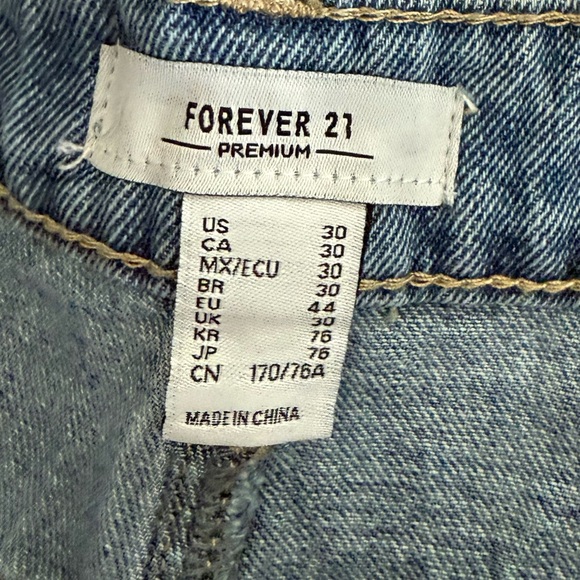 FOREVER 21
PREMIUM
US 30
CA 30
MX/ECU 30
BR 30
EU 44
UK 30
KR 76
JP 76
CN 170/76A
MADE IN CHINA